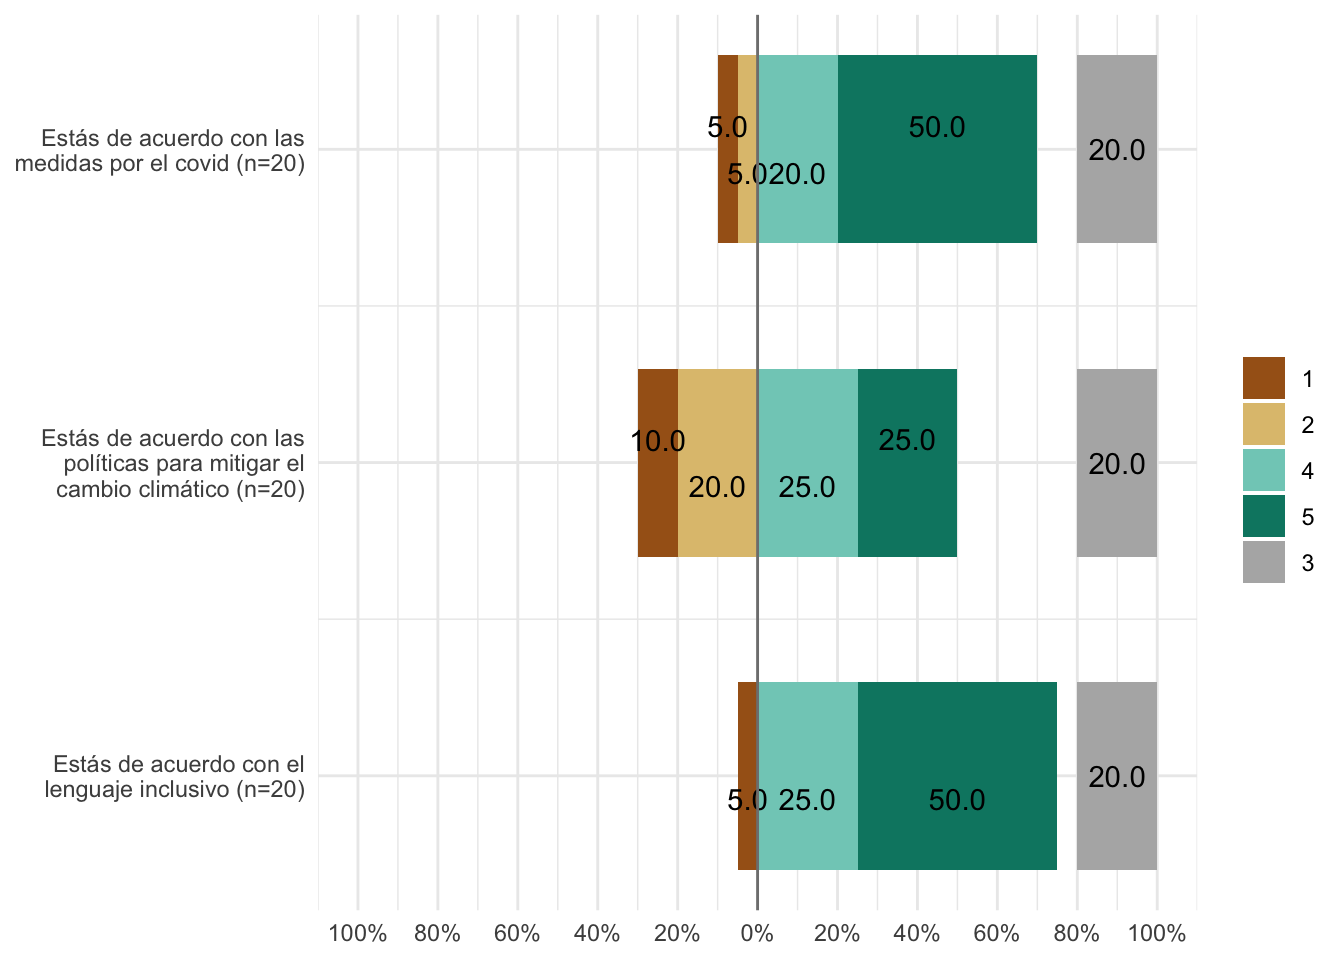 Estás de acuerdo con las
medidas por el covid (n=20)
5.0
5.0
20.0
50.0
20.0
Estás de acuerdo con las
políticas para mitigar el
cambio climático (n=20)
10.0
20.0
25.0
25.0
20.0
Estás de acuerdo con el
lenguaje inclusivo (n=20)
5.0
25.0
50.0
20.0
100% 80% 60% 40% 20% 0% 20% 40% 60% 80% 100%
1
2
4
5
3